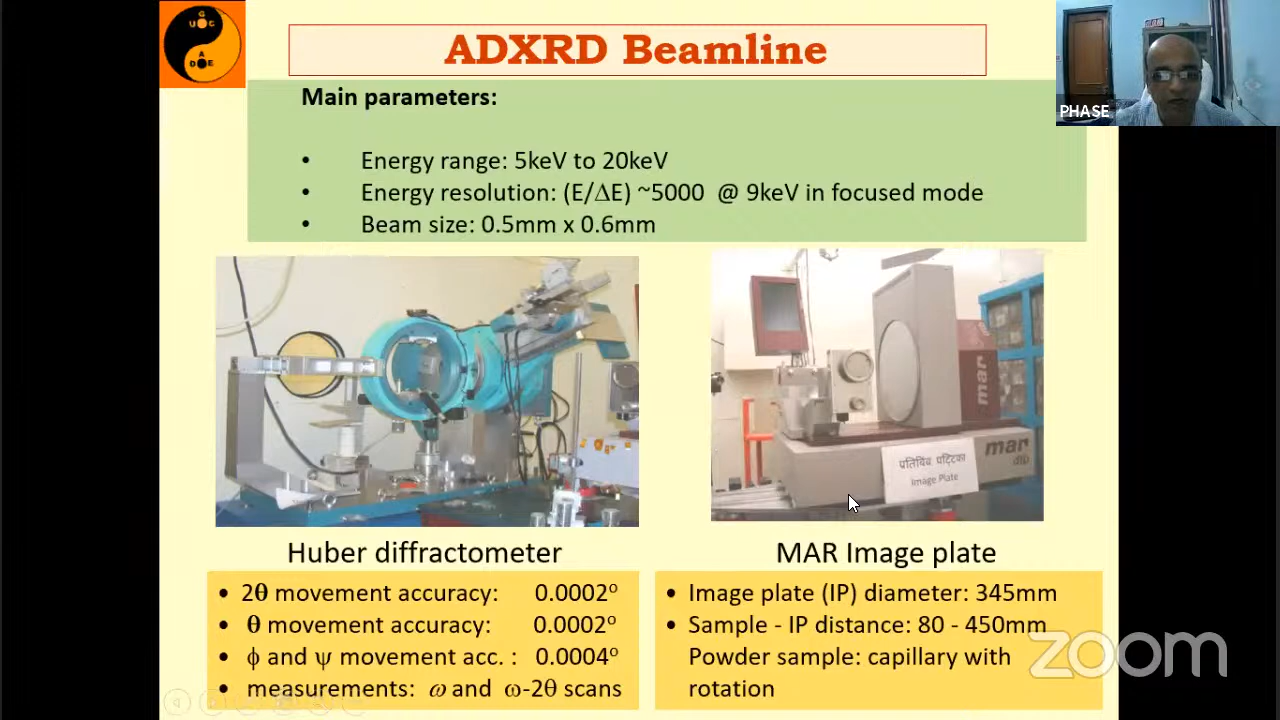 U G C
D A E
ADXRD Beamline
PHASE
Main parameters:
• Energy range: 5keV to 20keV
• Energy resolution: (E/ΔE) ~5000 @ 9keV in focused mode
• Beam size: 0.5mm x 0.6mm
mar
mar
प्रतिबिंब पट्टिका
Image Plate
Huber diffractometer
MAR Image plate
• 2θ movement accuracy: 0.0002°
• θ movement accuracy: 0.0002°
• ϕ and ψ movement acc. : 0.0004°
• measurements: ω and ω-2θ scans
• Image plate (IP) diameter: 345mm
• Sample - IP distance: 80 - 450mm
Powder sample: capillary with
rotation
zoom